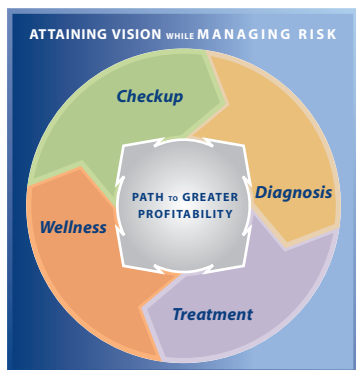 ATTAINING VISION WHILE MANAGING RISK
Checkup
Diagnosis
PATH TO GREATER
PROFITABILITY
Wellness
Treatment